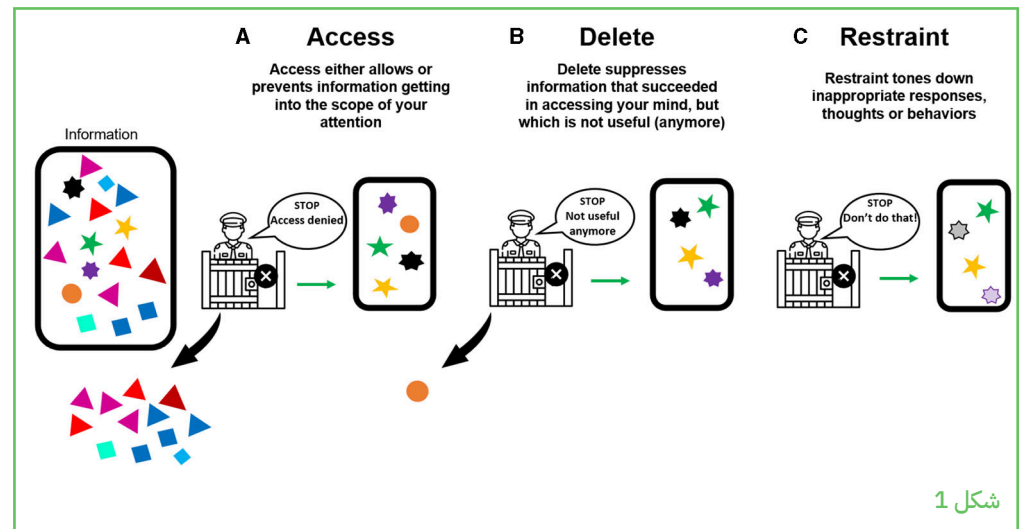 A Access
Access either allows or
prevents information getting
into the scope of your
attention
B Delete
Delete suppresses
information that succeeded
in accessing your mind, but
which is not useful (anymore)
C Restraint
Restraint tones down
inappropriate responses,
thoughts or behaviors
Information
STOP
Access denied
STOP
Not useful
anymore
STOP
Don't do that!
شكل 1